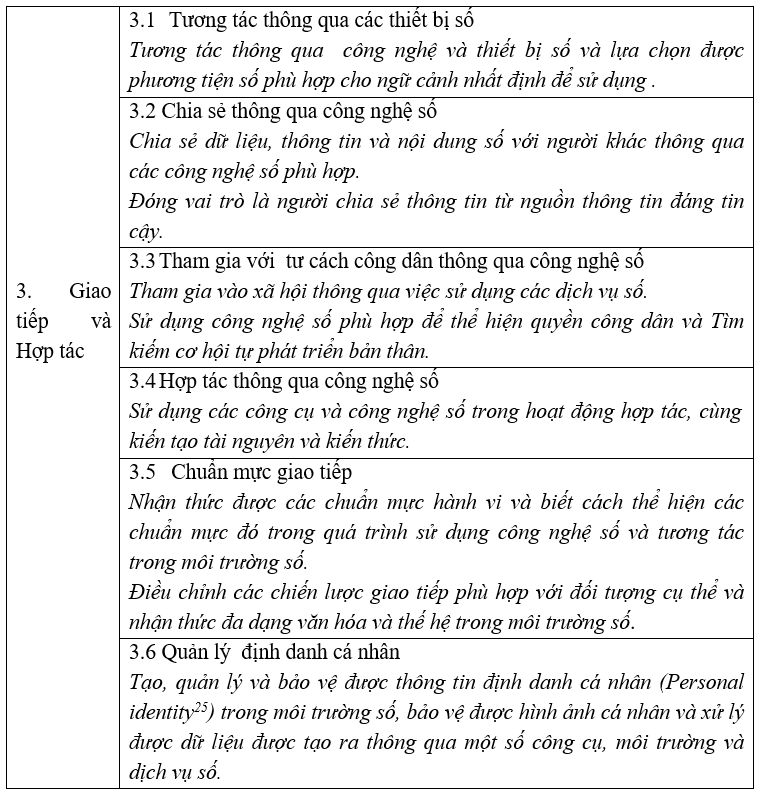 3. Giao
tiếp và
Hợp tác
3.1 Tương tác thông qua các thiết bị số
Tương tác thông qua công nghệ và thiết bị số và lựa chọn được
phương tiện số phù hợp cho ngữ cảnh nhất định để sử dụng .
3.2 Chia sẻ thông qua công nghệ số
Chia sẻ dữ liệu, thông tin và nội dung số với người khác thông qua
các công nghệ số phù hợp.
Đóng vai trò là người chia sẻ thông tin từ nguồn thông tin đáng tin
cậy.
3.3 Tham gia với tư cách công dân thông qua công nghệ số
Tham gia vào xã hội thông qua việc sử dụng các dịch vụ số.
Sử dụng công nghệ số phù hợp để thể hiện quyền công dân và Tìm
kiếm cơ hội tự phát triển bản thân.
3.4 Hợp tác thông qua công nghệ số
Sử dụng các công cụ và công nghệ số trong hoạt động hợp tác, cùng
kiến tạo tài nguyên và kiến thức.
3.5 Chuẩn mực giao tiếp
Nhận thức được các chuẩn mực hành vi và biết cách thể hiện các
chuẩn mực đó trong quá trình sử dụng công nghệ số và tương tác
trong môi trường số.
Điều chỉnh các chiến lược giao tiếp phù hợp với đối tượng cụ thể và
nhận thức đa dạng văn hóa và thế hệ trong môi trường số.
3.6 Quản lý định danh cá nhân
Tạo, quản lý và bảo vệ được thông tin định danh cá nhân (Personal
identity²⁵) trong môi trường số, bảo vệ được hình ảnh cá nhân và xử lý
được dữ liệu được tạo ra thông qua một số công cụ, môi trường và
dịch vụ số.